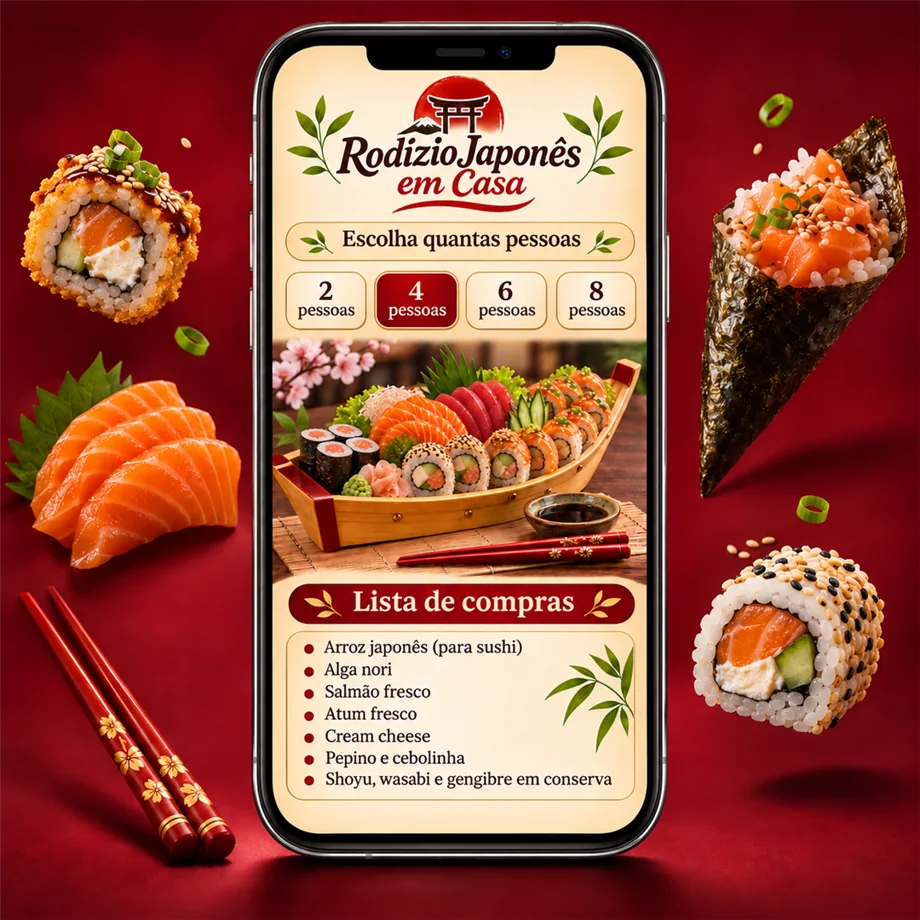 Rodízio Japonês
em Casa
Escolha quantas pessoas
2 pessoas
4 pessoas
6 pessoas
8 pessoas
Lista de compras
Arroz japonês (para sushi)
Alga nori
Salmão fresco
Atum fresco
Cream cheese
Pepino e cebolinha
Shoyu, wasabi e gengibre em conserva